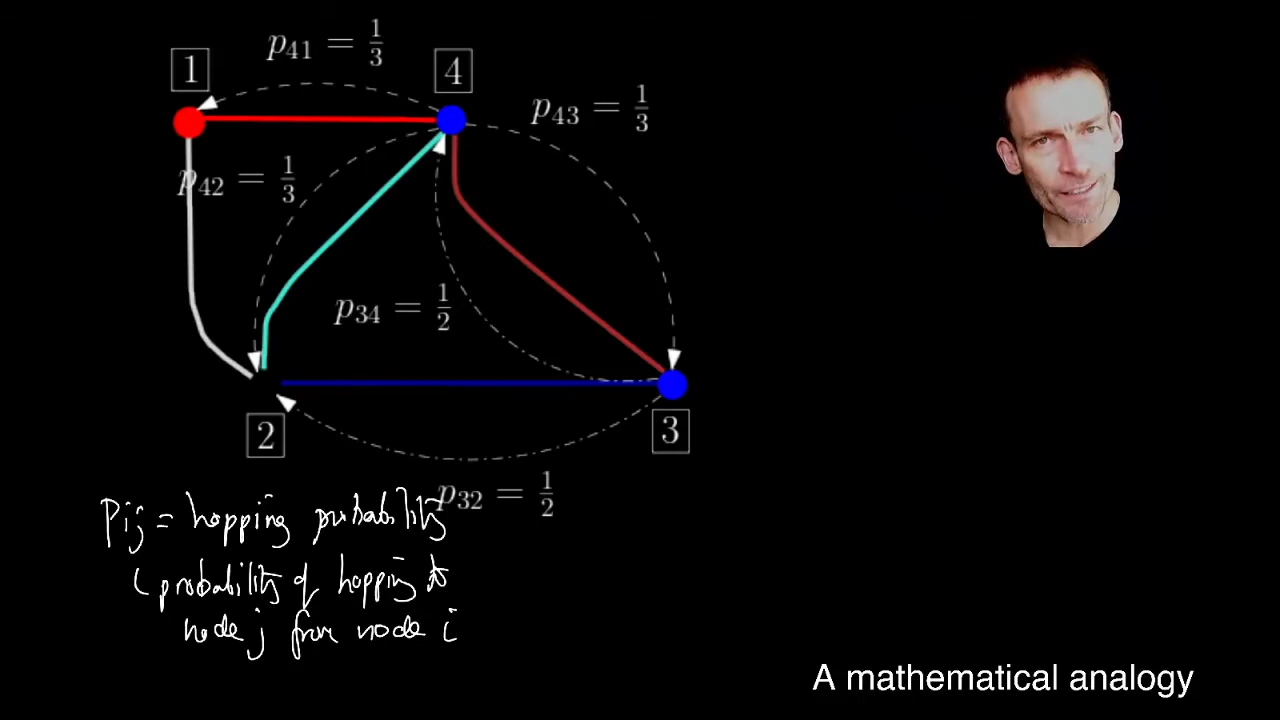 p41 = 1/3
1
4
p43 = 1/3
p42 = 1/3
p34 = 1/2
3
2
p32 = 1/2
Pij = hopping probability
(probability of hopping to
node j from node i
A mathematical analogy